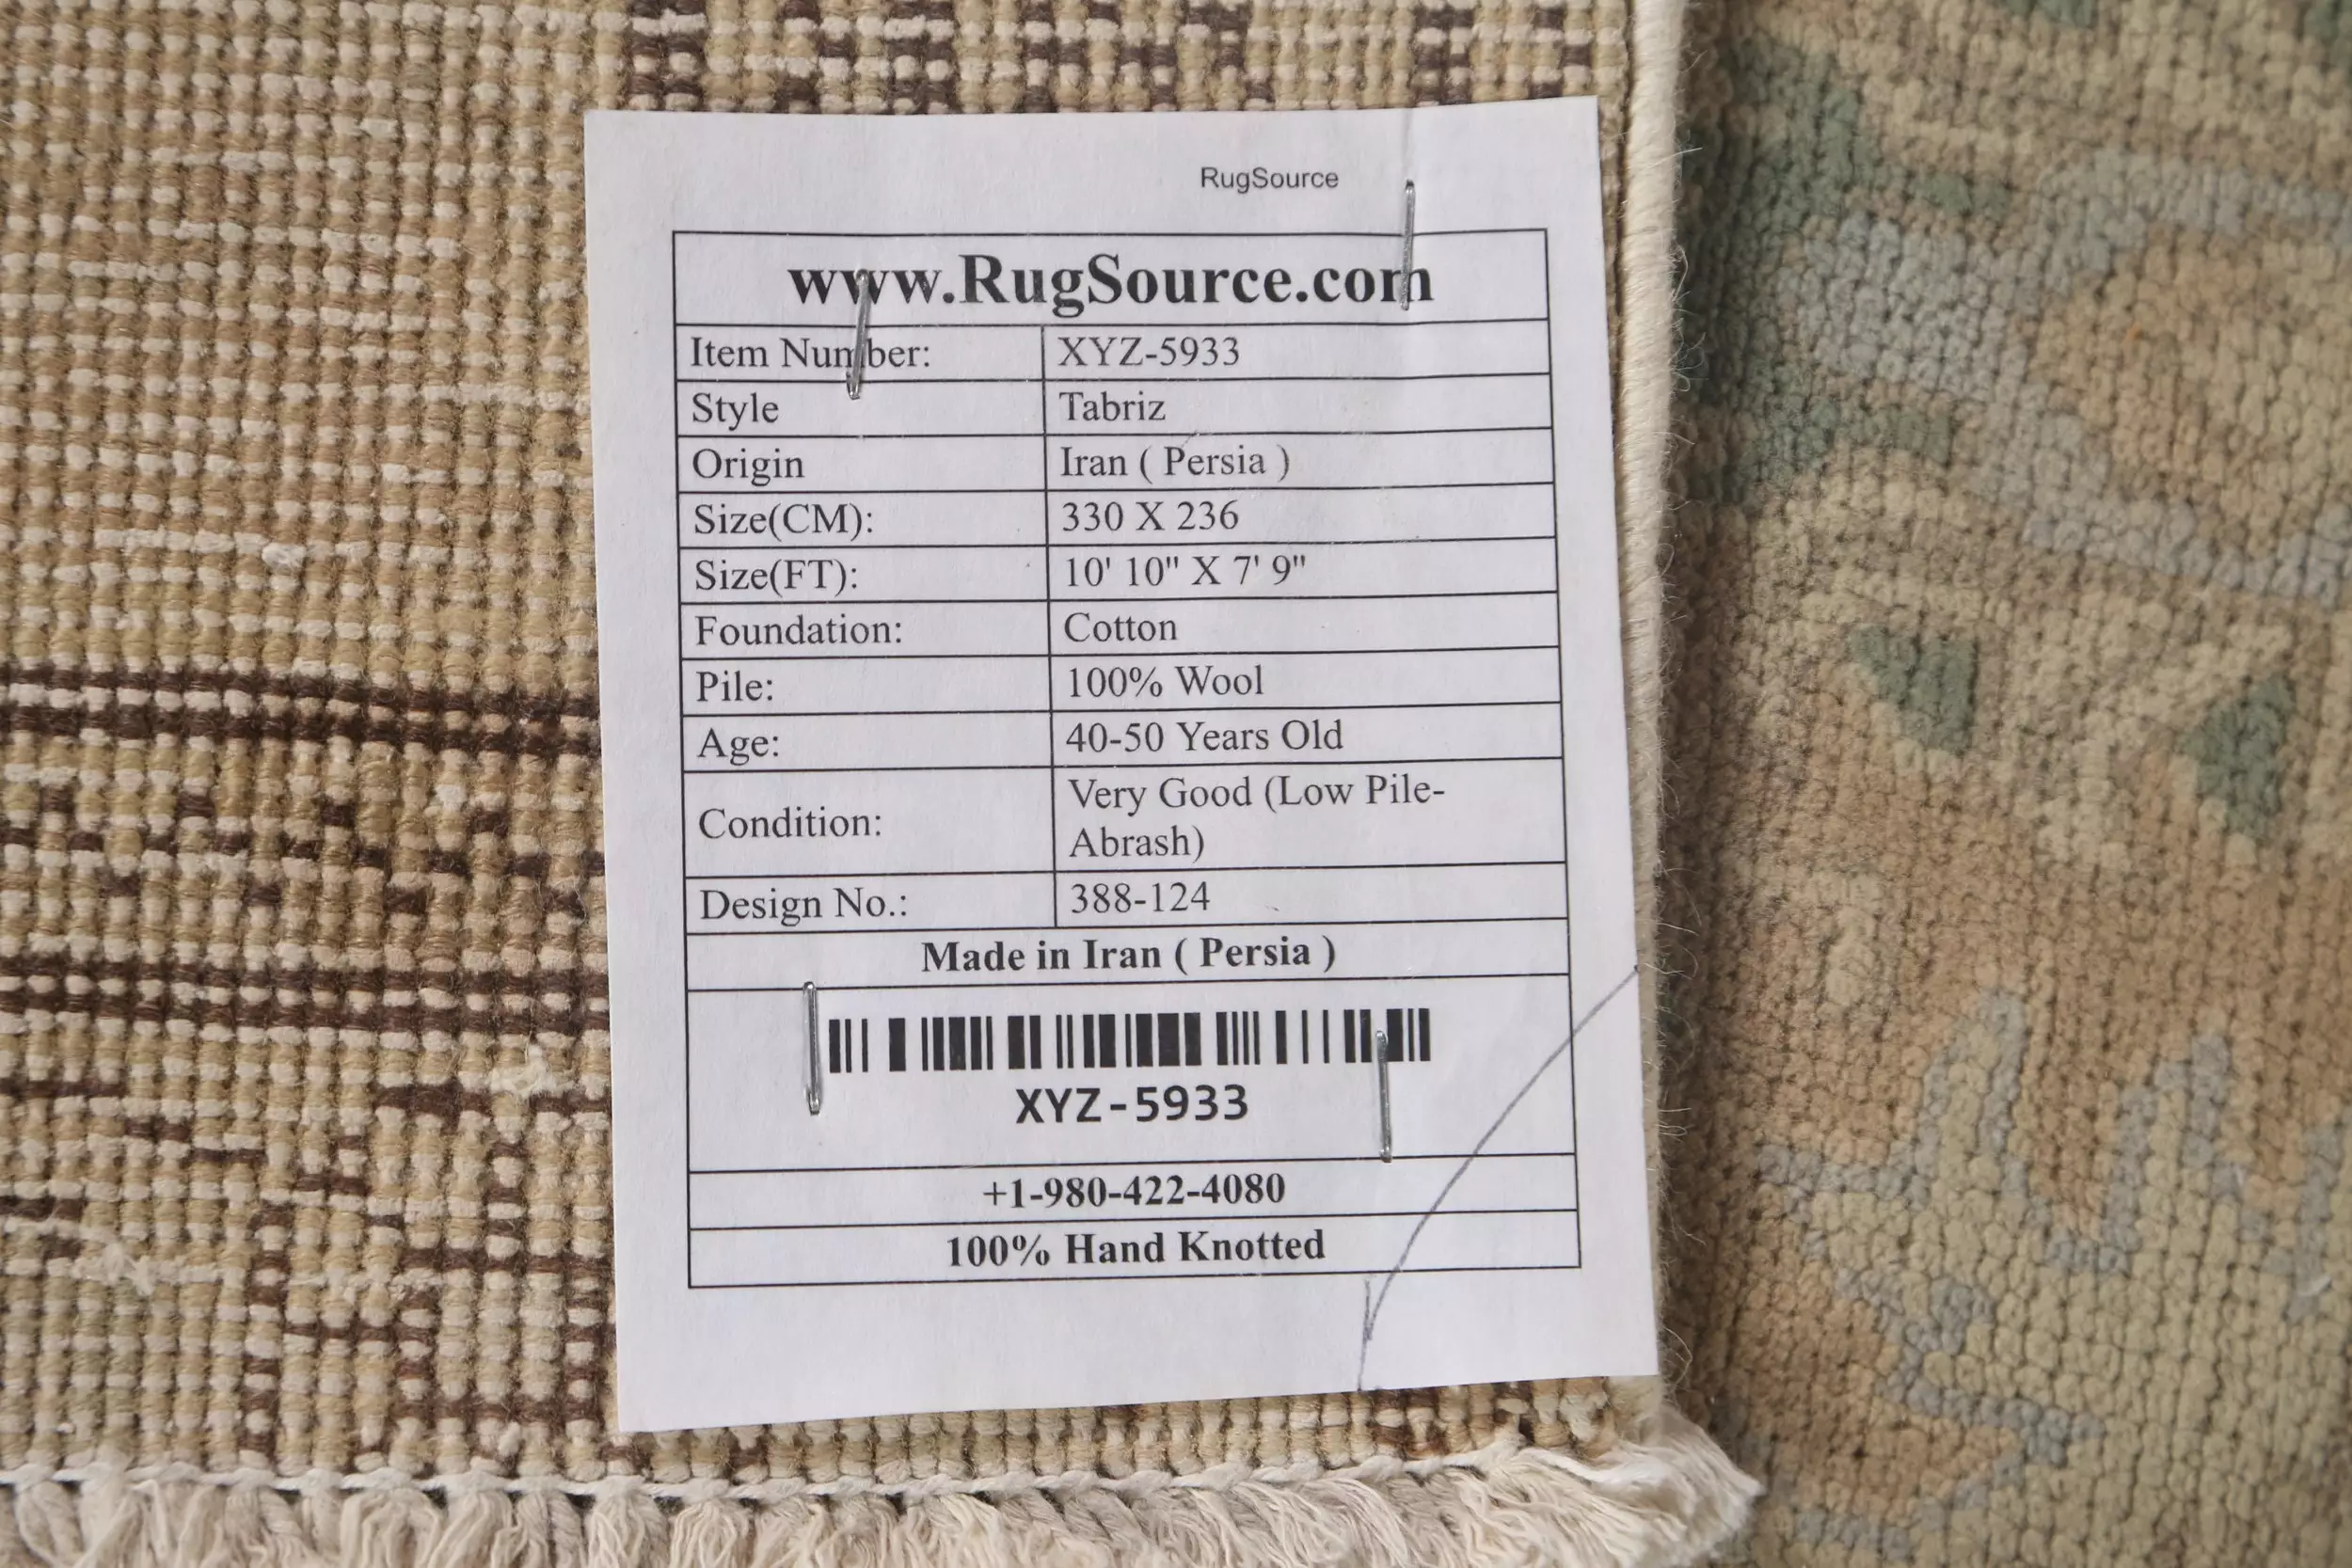 RugSource
www.RugSource.com
Item Number: XYZ-5933
Style Tabriz
Origin Iran ( Persia )
Size(CM): 330 X 236
Size(FT): 10' 10" X 7' 9"
Foundation: Cotton
Pile: 100% Wool
Age: 40-50 Years Old
Condition: Very Good (Low Pile-
Abrash)
Design No.: 388-124
Made in Iran ( Persia )
XYZ-5933
+1-980-422-4080
100% Hand Knotted